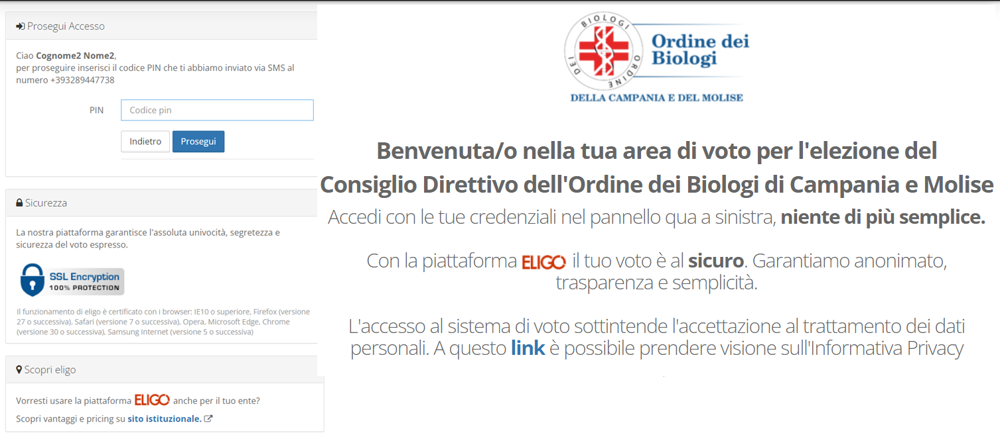 Prosegui Accesso
Ciao Cognome2 Nome2,
per proseguire inserisci il codice PIN che ti abbiamo inviato via SMS al
numero +393289447738
PIN
Codice pin
Indietro
Prosegui
Sicurezza
La nostra piattaforma garantisce l'assoluta univocità, segretezza e
sicurezza del voto espresso.
SSL Encryption
100% PROTECTION
Il funzionamento di eligo è certificato con i browser: IE10 o superiore, Firefox (versione
27 o successiva), Safari (versione 7 o successiva), Opera, Microsoft Edge, Chrome
(versione 30 o successiva), Samsung Internet (versione 5 o successiva)
Scopri eligo
Vorresti usare la piattaforma ELIGO anche per il tuo ente?
Scopri vantaggi e pricing su sito istituzionale.
ORDINE DEI BIOLOGI
Ordine dei
Biologi
DELLA CAMPANIA E DEL MOLISE
Benvenuta/o nella tua area di voto per l'elezione del
Consiglio Direttivo dell'Ordine dei Biologi di Campania e Molise
Accedi con le tue credenziali nel pannello qua a sinistra, niente di più semplice.
Con la piattaforma ELIGO il tuo voto è al sicuro. Garantiamo anonimato,
trasparenza e semplicità.
L'accesso al sistema di voto sottintende l'accettazione al trattamento dei dati
personali. A questo link è possibile prendere visione sull'Informativa Privacy